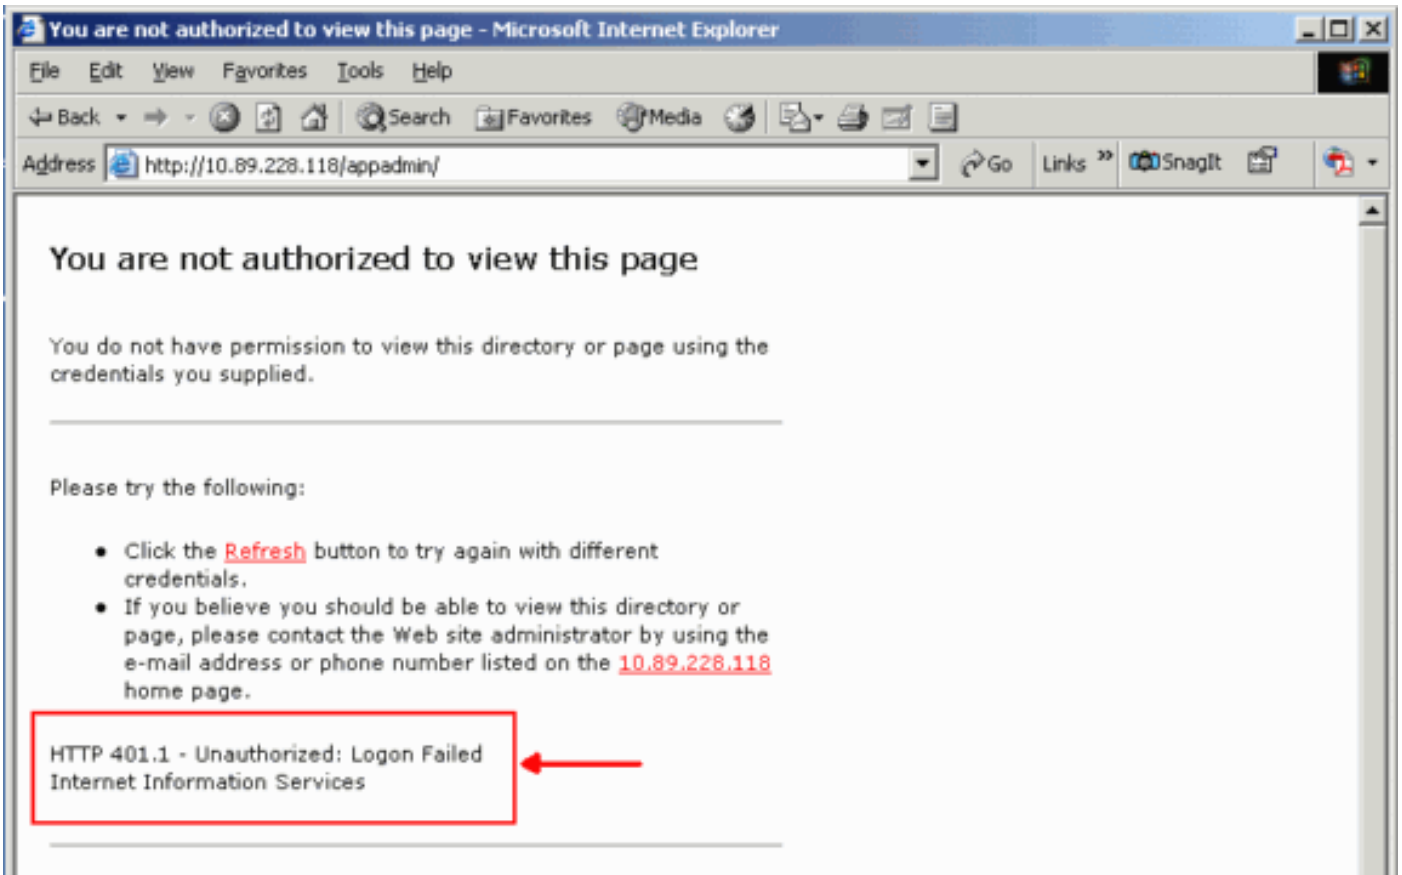 You are not authorized to view this page - Microsoft Internet Explorer
File Edit View Favorites Tools Help
Back Search Favorites Media
Address http://10.89.228.118/appadmin/ Go Links » SnagIt
You are not authorized to view this page
You do not have permission to view this directory or page using the
credentials you supplied.
Please try the following:
• Click the Refresh button to try again with different
credentials.
• If you believe you should be able to view this directory or
page, please contact the Web site administrator by using the
e-mail address or phone number listed on the 10.89.228.118
home page.
HTTP 401.1 - Unauthorized: Logon Failed
Internet Information Services